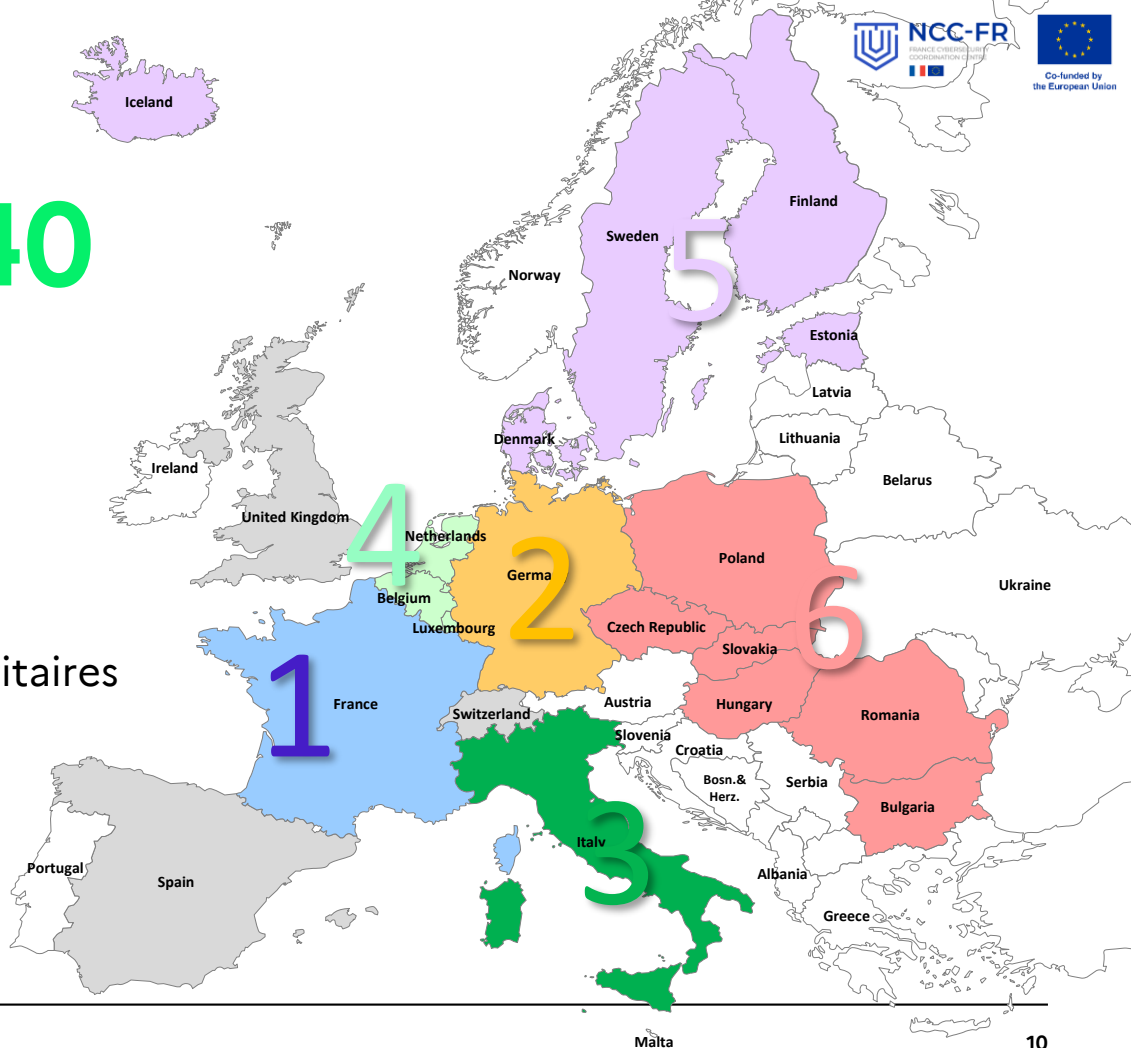 NCC-FR
FRANCE CYBERSECURITY
COORDINATION CENTRE
Co-funded by
the European Union
Iceland
40
Finland
Sweden
5
Norway
Estonia
Latvia
Denmark
Lithuania
Ireland
Belarus
United Kingdom
4
Netherlands
2
Germa
Poland
Ukraine
Belgium
6
Luxembourg
Czech Republic
Slovakia
itaires
1
France
Switzerland
Austria
Hungary
Romania
Slovenia
Croatia
Bosn.&
Herz.
Serbia
Bulgaria
Italy
3
Portugal
Spain
Albania
Greece
Malta
10